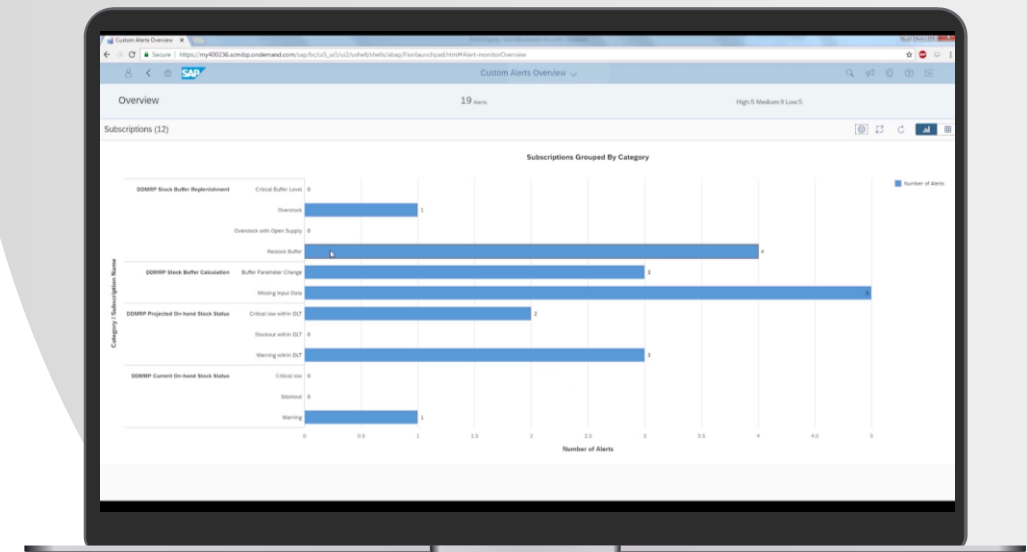 Custom Alerts Overview
Secure | https://my400236.scmibp.ondemand.com/sap/bc/ui5_ui5/ui2/ushell/shells/abap/Fiorilaunchpad.html#Alert-monitorOverview
SAP Custom Alerts Overview
Overview 19 Alerts High:5 Medium:9 Low:5
Subscriptions (12)
Subscriptions Grouped By Category
Number of Alerts
Category / Subscription Name
DDMRP Stock Buffer Replenishment Critical Buffer Level 0
Overstock 1
Overstock with Open Supply 0
Restock Buffer 4
DDMRP Stock Buffer Calculation Buffer Parameter Change 3
Missing Input Data 5
DDMRP Projected On-hand Stock Status Critical low within DLT 2
Stockout within DLT 0
Warning within DLT 3
DDMRP Current On-hand Stock Status Critical low 0
Stockout 0
Warning 1
0 0.5 1 1.5 2 2.5 3 3.5 4 4.5 5
Number of Alerts